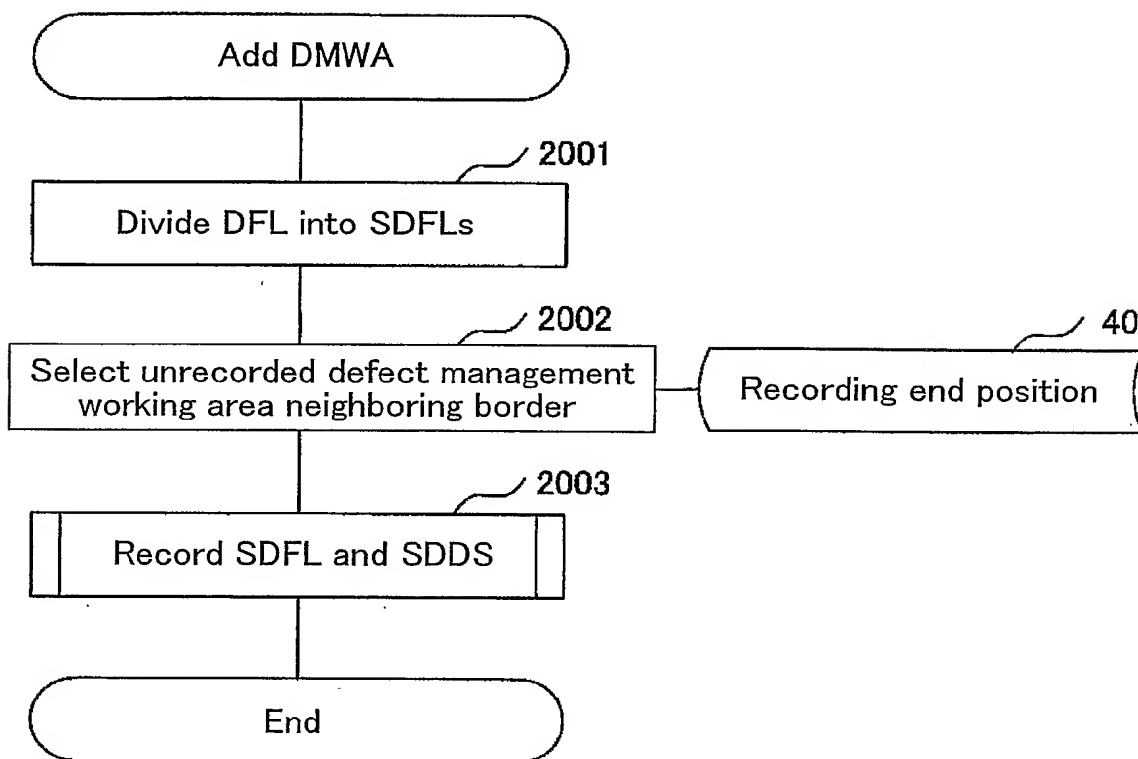 Add DMWA
2001
Divide DFL into SDFLs
2002
Select unrecorded defect management
working area neighboring border
40
Recording end position
2003
Record SDFL and SDDS
End